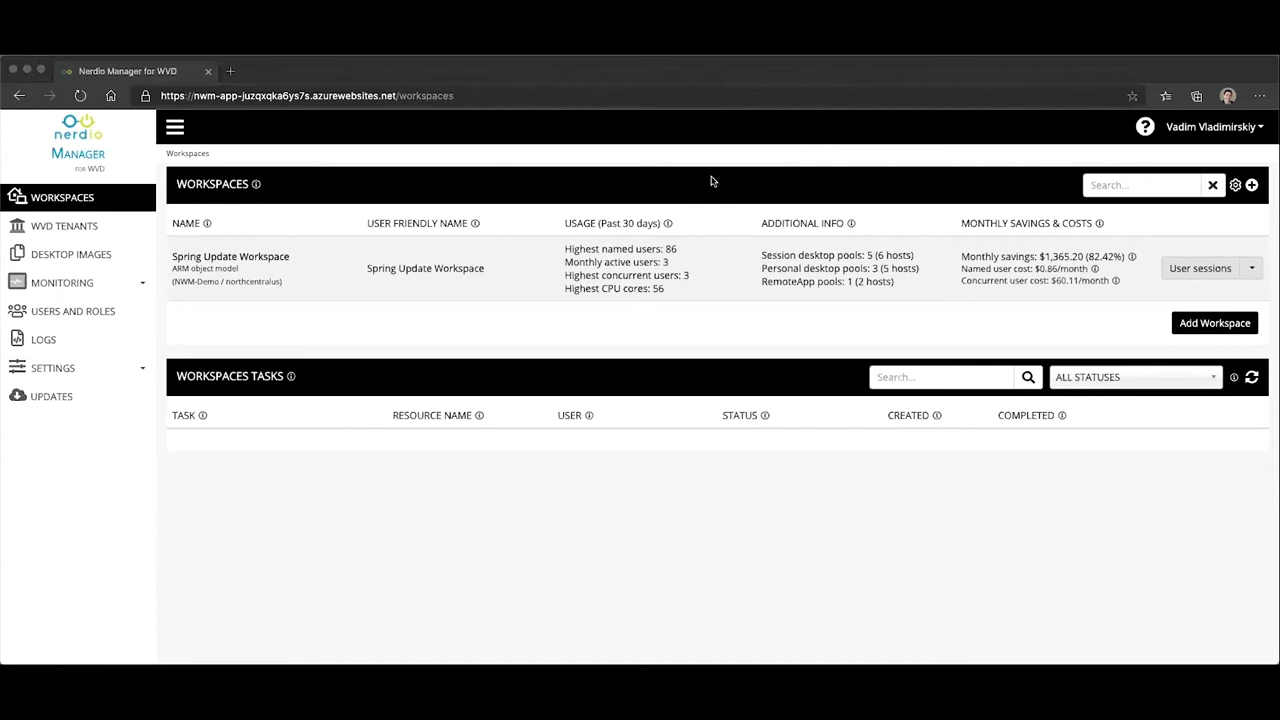 Nerdio Manager for WVD
https://nwm-app-juzqxqka6ys7s.azurewebsites.net/workspaces
nerdio
MANAGER
FOR WVD
Vadim Vladimirskiy
WORKSPACES
WVD TENANTS
DESKTOP IMAGES
MONITORING
USERS AND ROLES
LOGS
SETTINGS
UPDATES
Workspaces
WORKSPACES
Search...
NAME USER FRIENDLY NAME USAGE (Past 30 days) ADDITIONAL INFO MONTHLY SAVINGS & COSTS
Spring Update Workspace
ARM object model
(NWM-Demo / northcentralus)
Spring Update Workspace
Highest named users: 86
Monthly active users: 3
Highest concurrent users: 3
Highest CPU cores: 56
Session desktop pools: 5 (6 hosts)
Personal desktop pools: 3 (5 hosts)
RemoteApp pools: 1 (2 hosts)
Monthly savings: $1,365.20 (82.42%)
Named user cost: $0.86/month
Concurrent user cost: $60.11/month
User sessions
Add Workspace
WORKSPACES TASKS
Search...
ALL STATUSES
TASK RESOURCE NAME USER STATUS CREATED COMPLETED